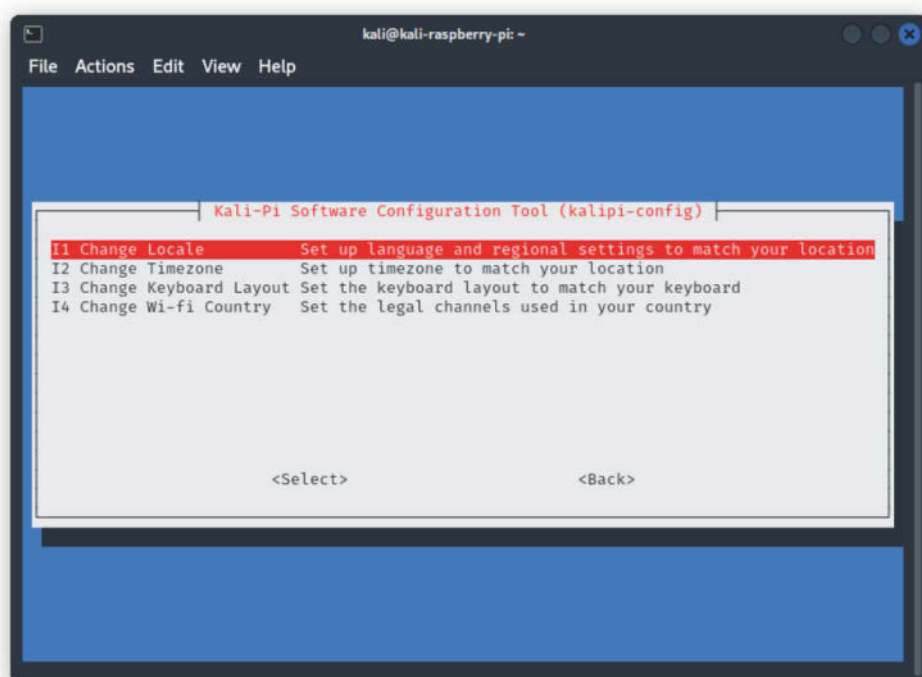 kali@kali-raspberry-pi: ~
File Actions Edit View Help
Kali-Pi Software Configuration Tool (kalipi-config)
I1 Change Locale Set up language and regional settings to match your location
I2 Change Timezone Set up timezone to match your location
I3 Change Keyboard Layout Set the keyboard layout to match your keyboard
I4 Change Wi-fi Country Set the legal channels used in your country
<Select> <Back>